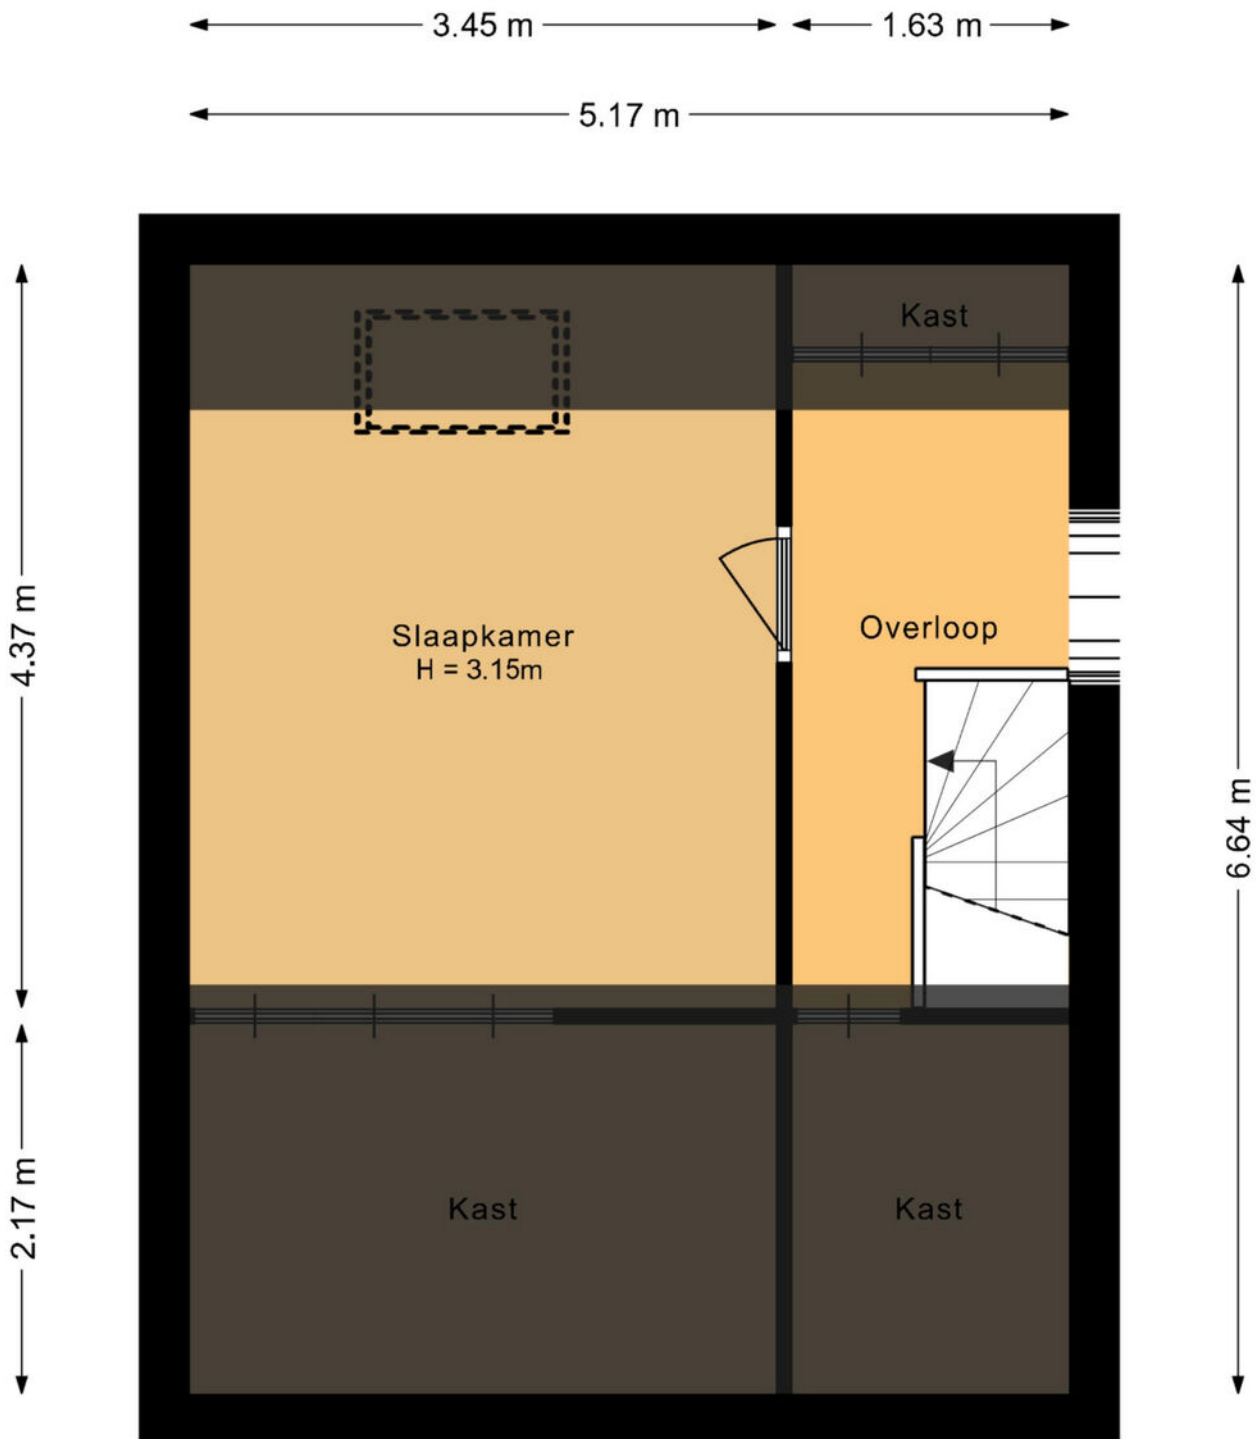 3.45 m
1.63 m
5.17 m
Kast
4.37 m
Slaapkamer
H = 3.15m
Overloop
6.64 m
2.17 m
Kast
Kast